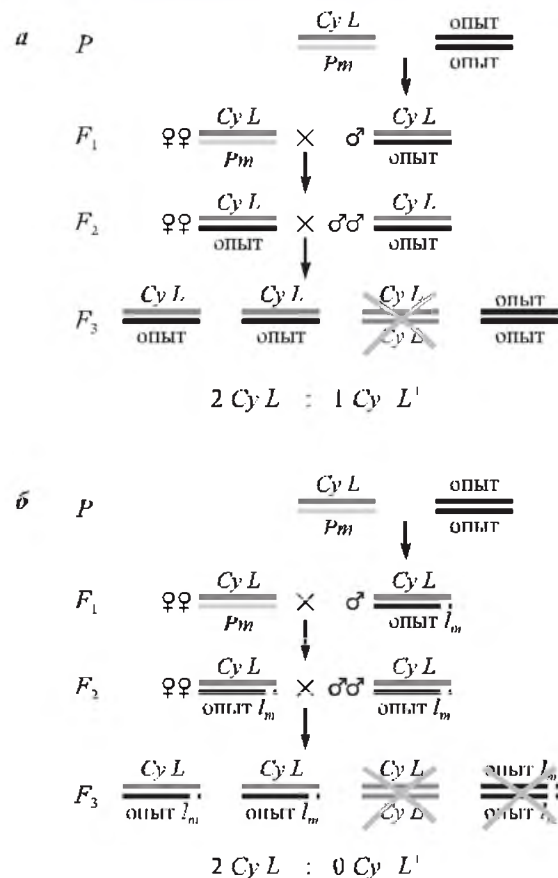 Cy L опыт
а P
Pm опыт
Cy L Cy L
F₁ ♀♀ × ♂
Pm опыт
Cy L Cy L
F₂ ♀♀ × ♂♂
опыт опыт
Cy L Cy L Cy L опыт
F₃
опыт опыт Cy L опыт
2 Cy L : 1 Cy⁺ L⁺
Cy L опыт
б P
Pm опыт
Cy L Cy L
F₁ ♀♀ × ♂
Pm опыт lₘ
Cy L Cy L
F₂ ♀♀ × ♂♂
опыт lₘ опыт lₘ
Cy L Cy L Cy L опыт lₘ
F₃
опыт lₘ опыт lₘ Cy L опыт lₘ
2 Cy L : 0 Cy⁺ L⁺